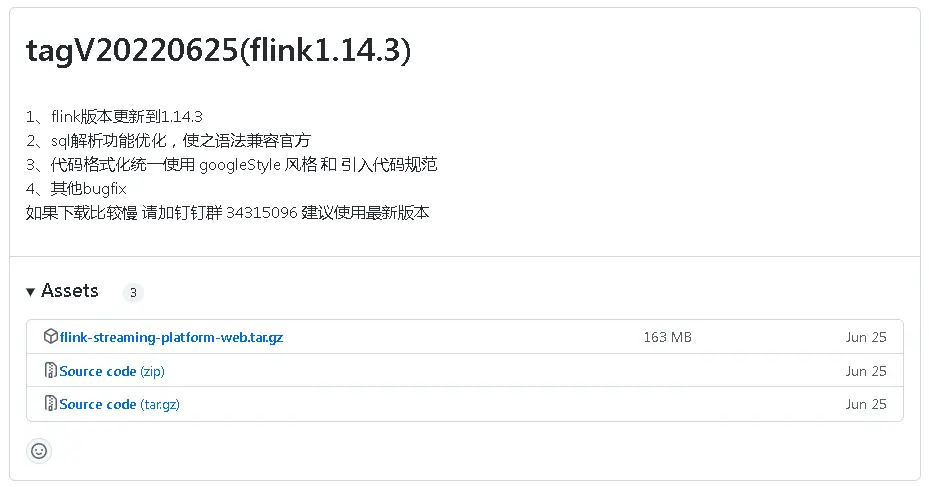 tagV20220625(flink1.14.3)
1、flink版本更新到1.14.3
2、sql解析功能优化，使之语法兼容官方
3、代码格式化统一使用 googleStyle 风格 和 引入代码规范
4、其他bugfix
如果下载比较慢 请加钉钉群 34315096 建议使用最新版本
Assets 3
flink-streaming-platform-web.tar.gz 163 MB Jun 25
Source code (zip) Jun 25
Source code (tar.gz) Jun 25